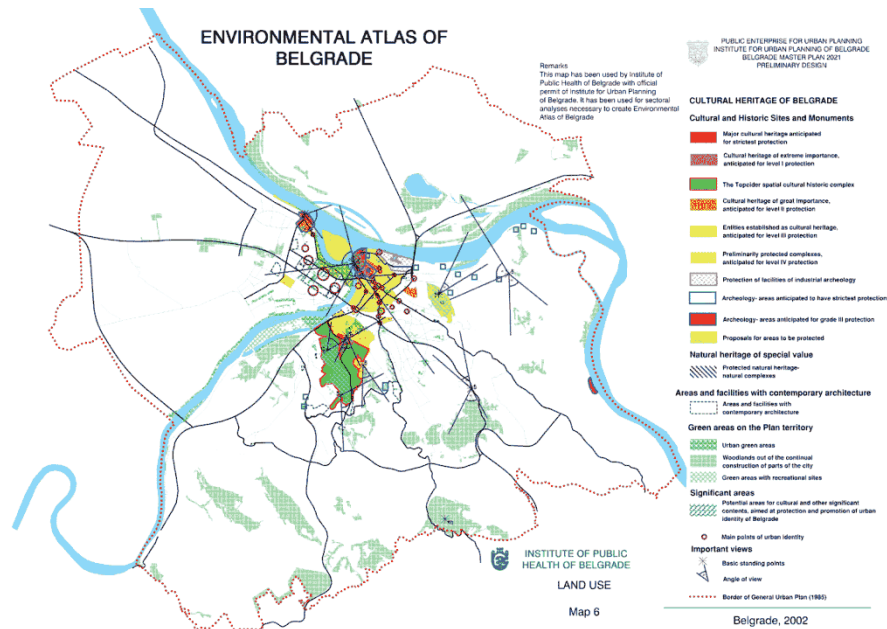 ENVIRONMENTAL ATLAS OF
BELGRADE
Remarks
This map has been used by Institute of
Public Health of Belgrade with official
permit of Institute for Urban Planning
of Belgrade. It has been used for sectoral
analyses necessary to create Environmental
Atlas of Belgrade
PUBLIC ENTERPRISE FOR URBAN PLANNING
INSTITUTE FOR URBAN PLANNING OF BELGRADE
BELGRADE MASTER PLAN 2021
PRELIMINARY DESIGN
CULTURAL HERITAGE OF BELGRADE
Cultural and Historic Sites and Monuments
Major cultural heritage anticipated
for strictest protection
Cultural heritage of extreme importance,
anticipated for level I protection
The Topcider spatial cultural historic complex
Cultural heritage of great importance,
anticipated for level II protection
Entities established as cultural heritage,
anticipated for level III protection
Preliminarily protected complexes,
anticipated for level IV protection
Protection of facilities of industrial archeology
Archeology- areas anticipated to have strictest protection
Archeology- areas anticipated for grade III protection
Proposals for areas to be protected
Natural heritage of special value
Protected natural heritage-
natural complexes
Areas and facilities with contemporary architecture
Areas and facilities with
contemporary architecture
Green areas on the Plan territory
Urban green areas
Woodlands out of the continual
construction of parts of the city
Green areas with recreational sites
Significant areas
Potential areas for cultural and other significant
contents, aimed at protection and promotion of urban
identity of Belgrade
Main points of urban identity
Important views
Basic standing points
Angle of view
Border of General Urban Plan (1985)
INSTITUTE OF PUBLIC
HEALTH OF BELGRADE
LAND USE
Map 6
Belgrade, 2002